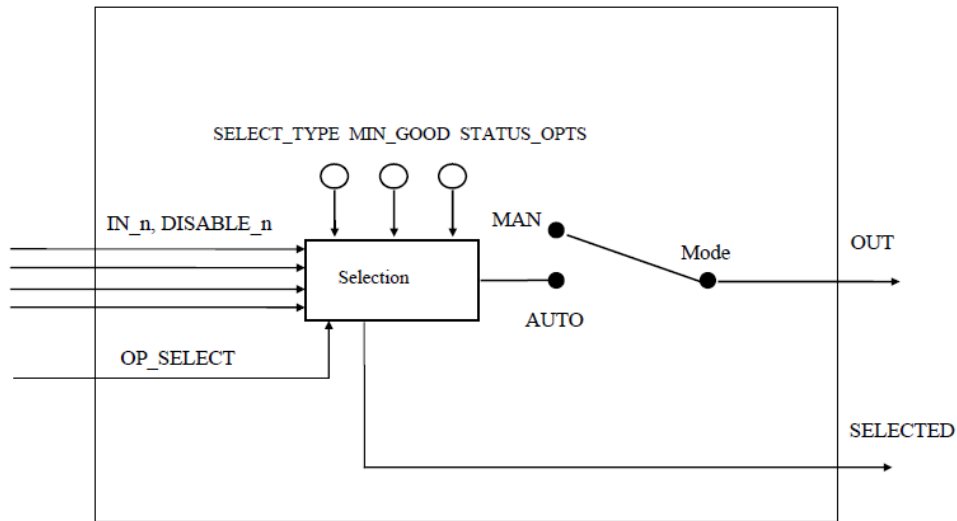 SELECT_TYPE MIN_GOOD STATUS_OPTS
IN_n, DISABLE_n
MAN
OUT
Mode
Selection
AUTO
OP_SELECT
SELECTED